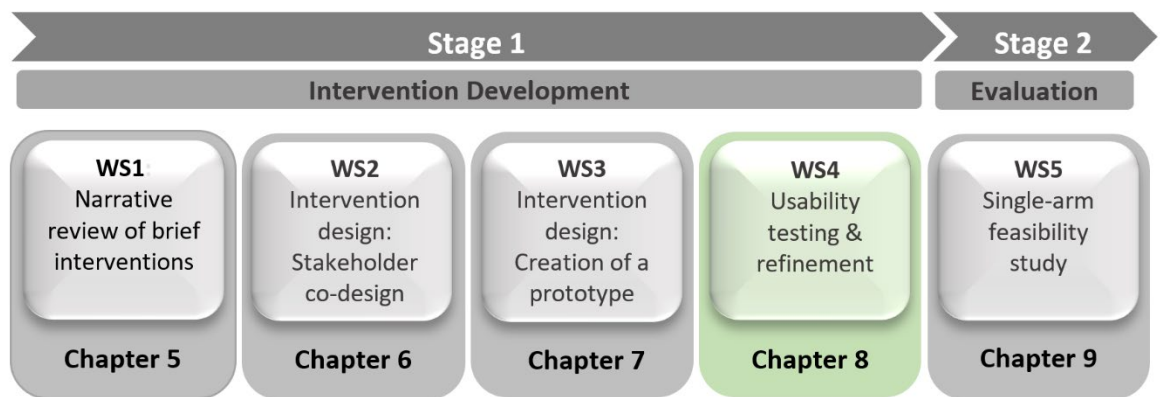 Stage 1
Stage 2
Intervention Development
Evaluation
WS1:
Narrative
review of brief
interventions
Chapter 5
WS2
Intervention
design:
Stakeholder
co-design
Chapter 6
WS3
Intervention
design:
Creation of a
prototype
Chapter 7
WS4
Usability
testing &
refinement
Chapter 8
WS5
Single-arm
feasibility
study
Chapter 9